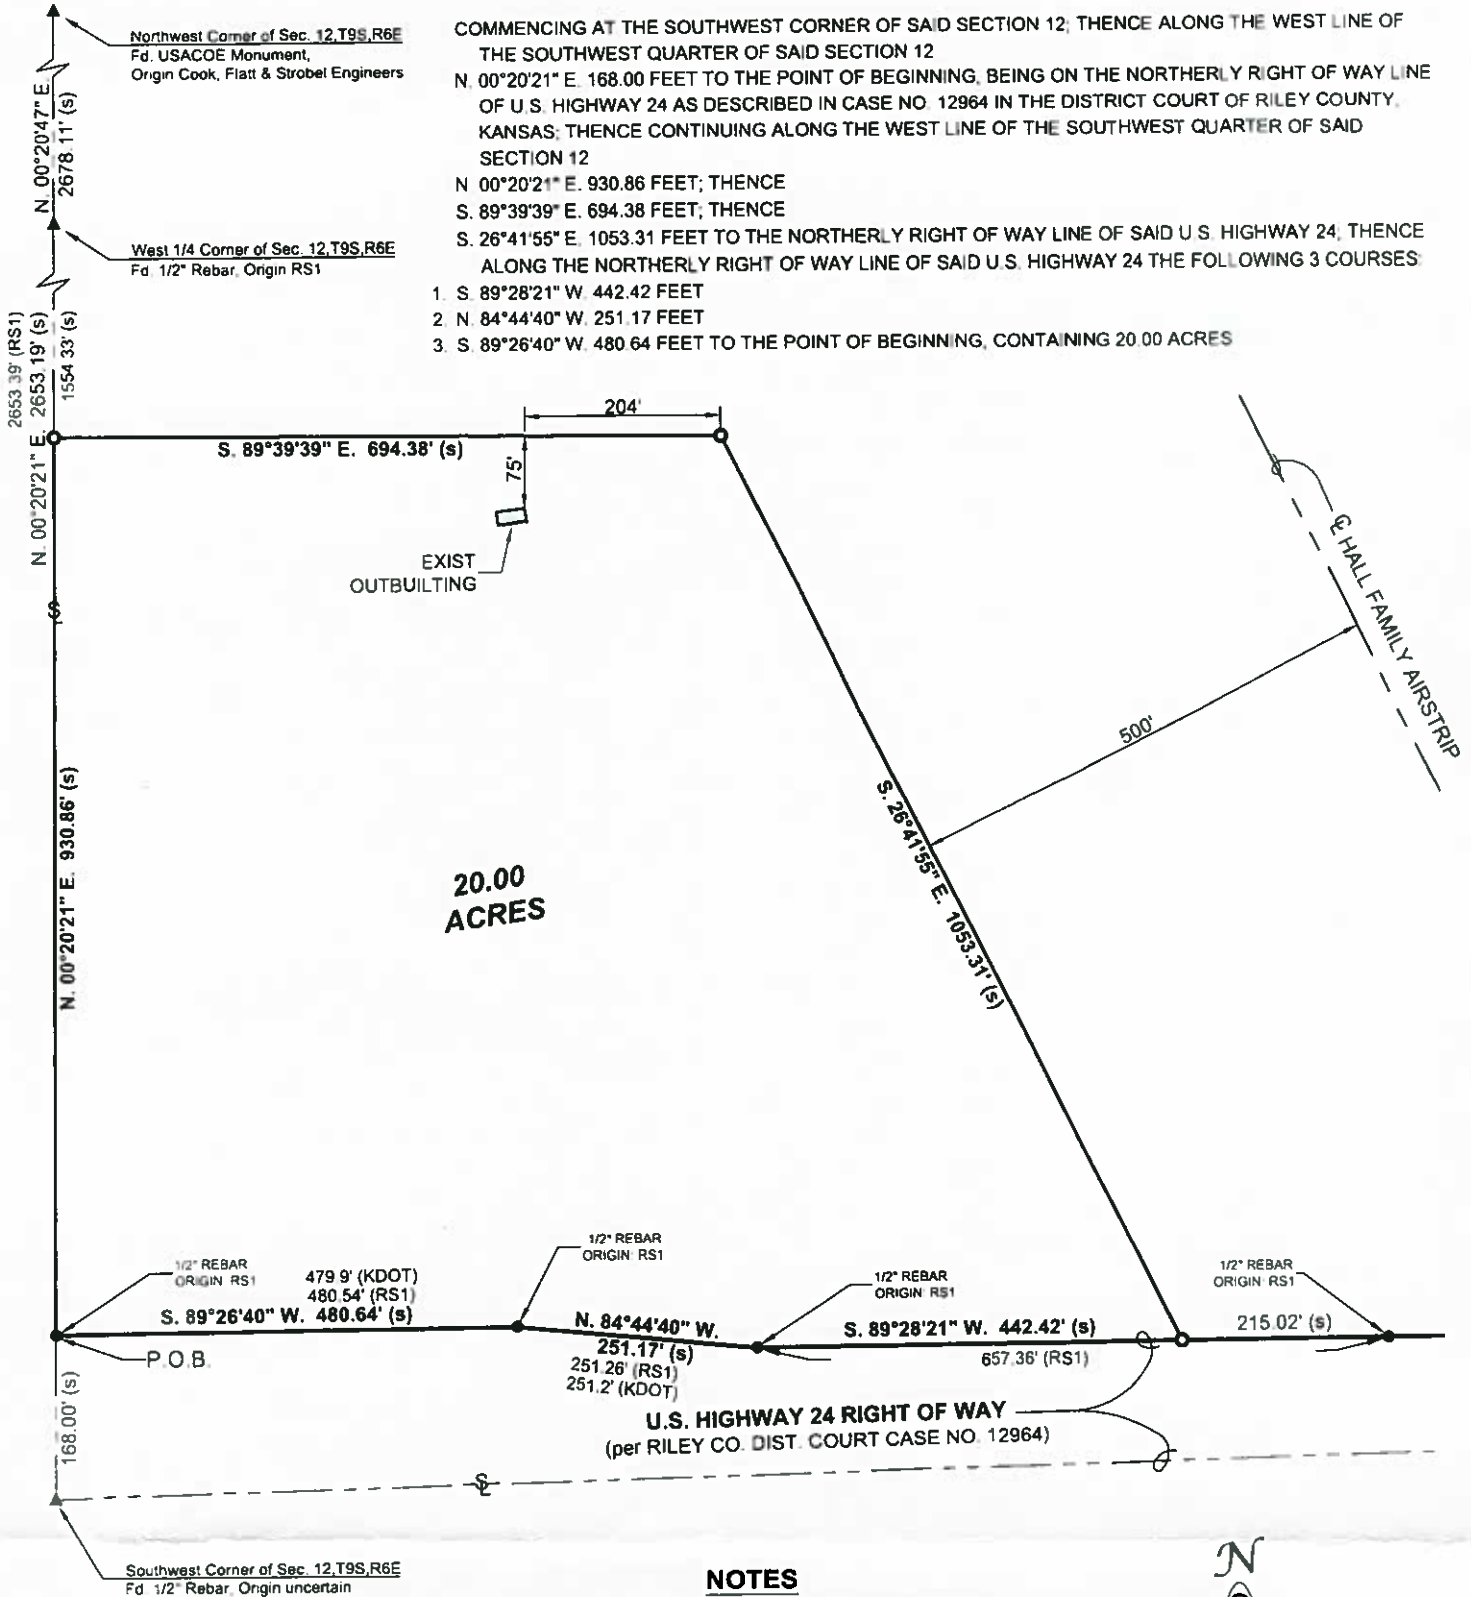 Northwest Corner of Sec. 12,T9S,R6E
Fd. USACOE Monument,
Origin Cook, Flatt & Strobel Engineers
N. 00°20'47" E.
2678.11' (s)
COMMENCING AT THE SOUTHWEST CORNER OF SAID SECTION 12; THENCE ALONG THE WEST LINE OF
THE SOUTHWEST QUARTER OF SAID SECTION 12
N. 00°20'21" E. 168.00 FEET TO THE POINT OF BEGINNING, BEING ON THE NORTHERLY RIGHT OF WAY LINE
OF U.S. HIGHWAY 24 AS DESCRIBED IN CASE NO. 12964 IN THE DISTRICT COURT OF RILEY COUNTY,
KANSAS; THENCE CONTINUING ALONG THE WEST LINE OF THE SOUTHWEST QUARTER OF SAID
SECTION 12
N 00°20'21" E. 930.86 FEET; THENCE
S. 89°39'39" E. 694.38 FEET; THENCE
S. 26°41'55" E. 1053.31 FEET TO THE NORTHERLY RIGHT OF WAY LINE OF SAID U.S. HIGHWAY 24; THENCE
ALONG THE NORTHERLY RIGHT OF WAY LINE OF SAID U.S. HIGHWAY 24 THE FOLLOWING 3 COURSES:
1. S. 89°28'21" W. 442.42 FEET
2. N. 84°44'40" W. 251.17 FEET
3. S. 89°26'40" W. 480.64 FEET TO THE POINT OF BEGINNING, CONTAINING 20.00 ACRES
West 1/4 Corner of Sec. 12,T9S,R6E
Fd. 1/2" Rebar, Origin RS1
2653.39' (RS1)
N. 00°20'21" E. 2653.19' (s)
1554.33' (s)
204'
S. 89°39'39" E. 694.38' (s)
75'
EXIST
OUTBUILTING
℄ HALL FAMILY AIRSTRIP
500'
S. 26°41'55" E. 1053.31' (s)
N. 00°20'21" E. 930.86' (s)
20.00
ACRES
1/2" REBAR
ORIGIN RS1
479.9' (KDOT)
480.54' (RS1)
S. 89°26'40" W. 480.64' (s)
1/2" REBAR
ORIGIN: RS1
N. 84°44'40" W.
251.17' (s)
251.26' (RS1)
251.2' (KDOT)
1/2" REBAR
ORIGIN: RS1
S. 89°28'21" W. 442.42' (s)
657.36' (RS1)
1/2" REBAR
ORIGIN: RS1
215.02' (s)
P.O.B.
168.00' (s)
U.S. HIGHWAY 24 RIGHT OF WAY
(per RILEY CO. DIST. COURT CASE NO. 12964)
Southwest Corner of Sec. 12,T9S,R6E
Fd. 1/2" Rebar, Origin uncertain
NOTES
N